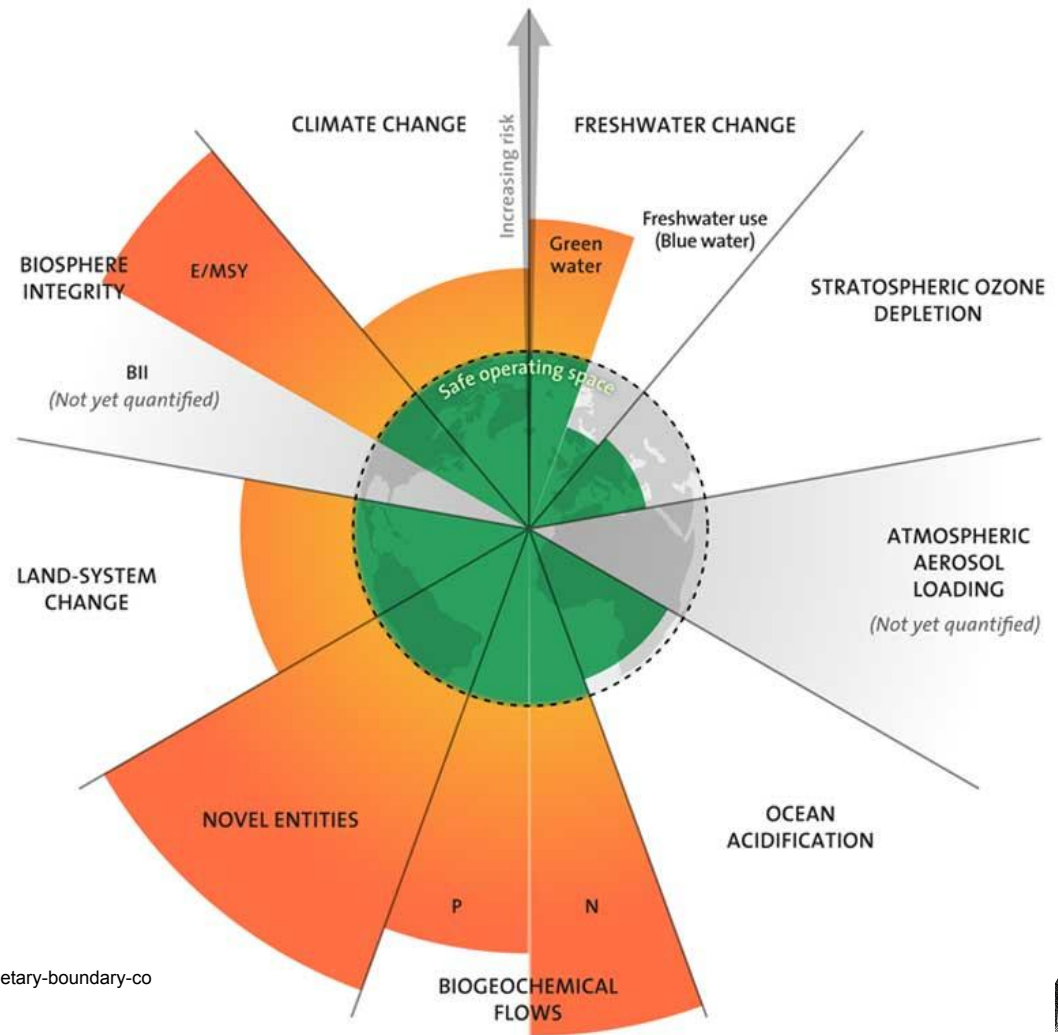 CLIMATE CHANGE
Increasing risk
FRESHWATER CHANGE
Green
water
Freshwater use
(Blue water)
STRATOSPHERIC OZONE
DEPLETION
BIOSPHERE
INTEGRITY
E/MSY
BII
(Not yet quantified)
Safe operating space
ATMOSPHERIC
AEROSOL
LOADING
(Not yet quantified)
LAND-SYSTEM
CHANGE
NOVEL ENTITIES
OCEAN
ACIDIFICATION
P
N
BIOGEOCHEMICAL
FLOWS
etary-boundary-co